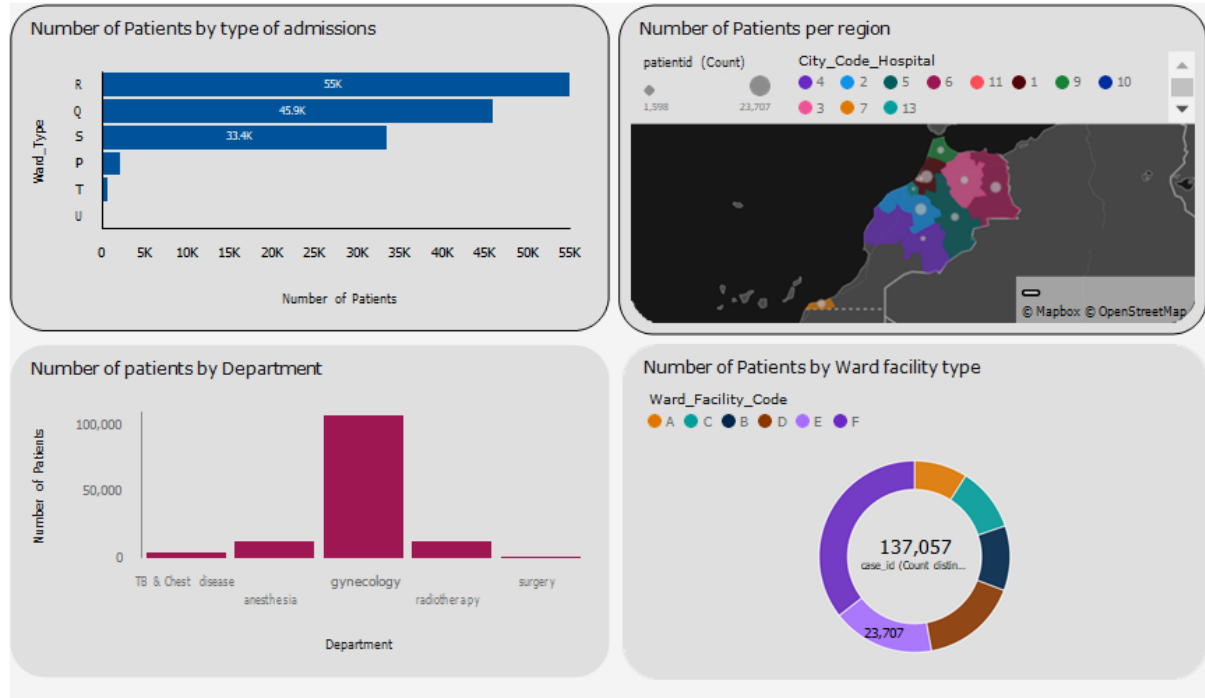 Number of Patients by type of admissions
Ward_Type
R
55K
Q
45.9K
S
33.4K
P
T
U
0 5K 10K 15K 20K 25K 30K 35K 40K 45K 50K 55K
Number of Patients
Number of Patients per region
patientid (Count)
1,598 23,707
City_Code_Hospital
4 2 5 6 11 1 9 10
3 7 13
© Mapbox © OpenStreetMap
Number of patients by Department
Number of Patients
100,000
50,000
0
TB & Chest disease
anesthesia
gynecology
radiotherapy
surgery
Department
Number of Patients by Ward facility type
Ward_Facility_Code
A C B D E F
137,057
case_id (Count distin...
23,707